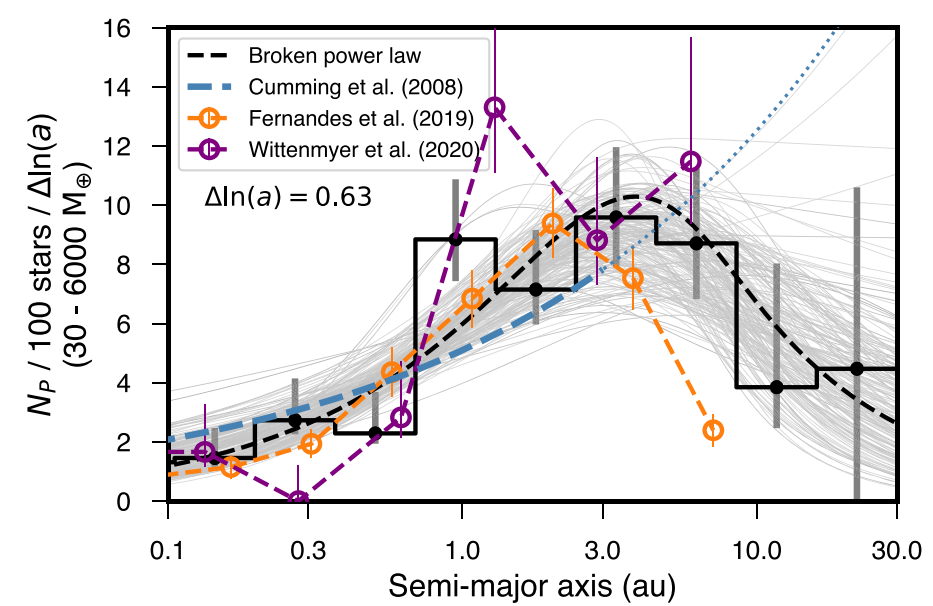 16
14
12
10
8
6
4
2
0
N_P / 100 stars / Δln(a)
(30 - 6000 M⊕)
Broken power law
Cumming et al. (2008)
Fernandes et al. (2019)
Wittenmyer et al. (2020)
Δln(a) = 0.63
0.1 0.3 1.0 3.0 10.0 30.0
Semi-major axis (au)